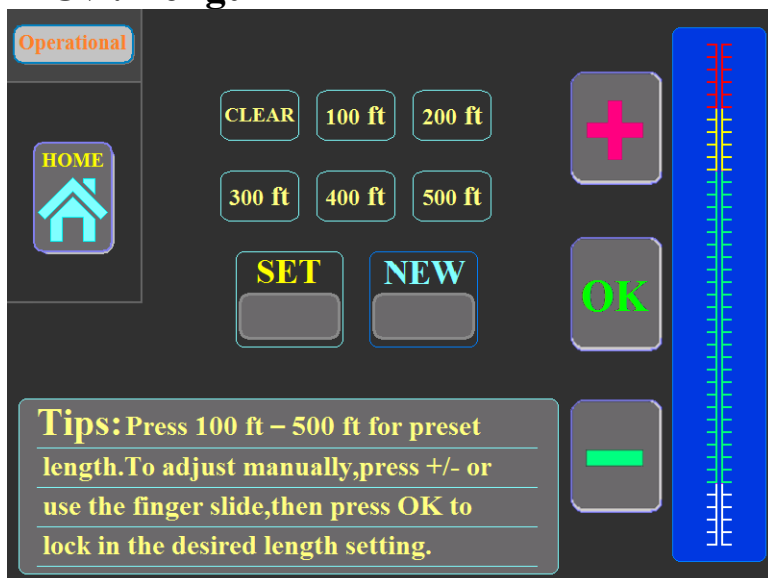 Operational
HOME
CLEAR
100 ft
200 ft
300 ft
400 ft
500 ft
SET
NEW
+
OK
Tips:Press 100 ft – 500 ft for preset
length.To adjust manually,press +/- or
use the finger slide,then press OK to
lock in the desired length setting.